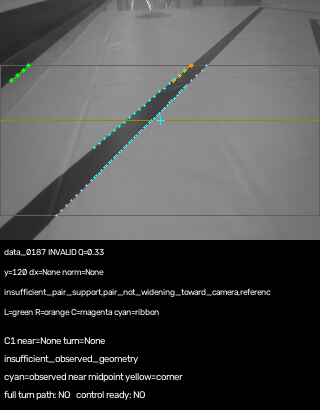 data_0187 INVALID Q=0.33
y=120 dx=None norm=None
insufficient_pair_support,pair_not_widening_toward_camera,referenc
L=green R=orange C=magenta cyan=ribbon
C1 near=None turn=None
insufficient_observed_geometry
cyan=observed near midpoint yellow=corner
full turn path: NO control ready: NO